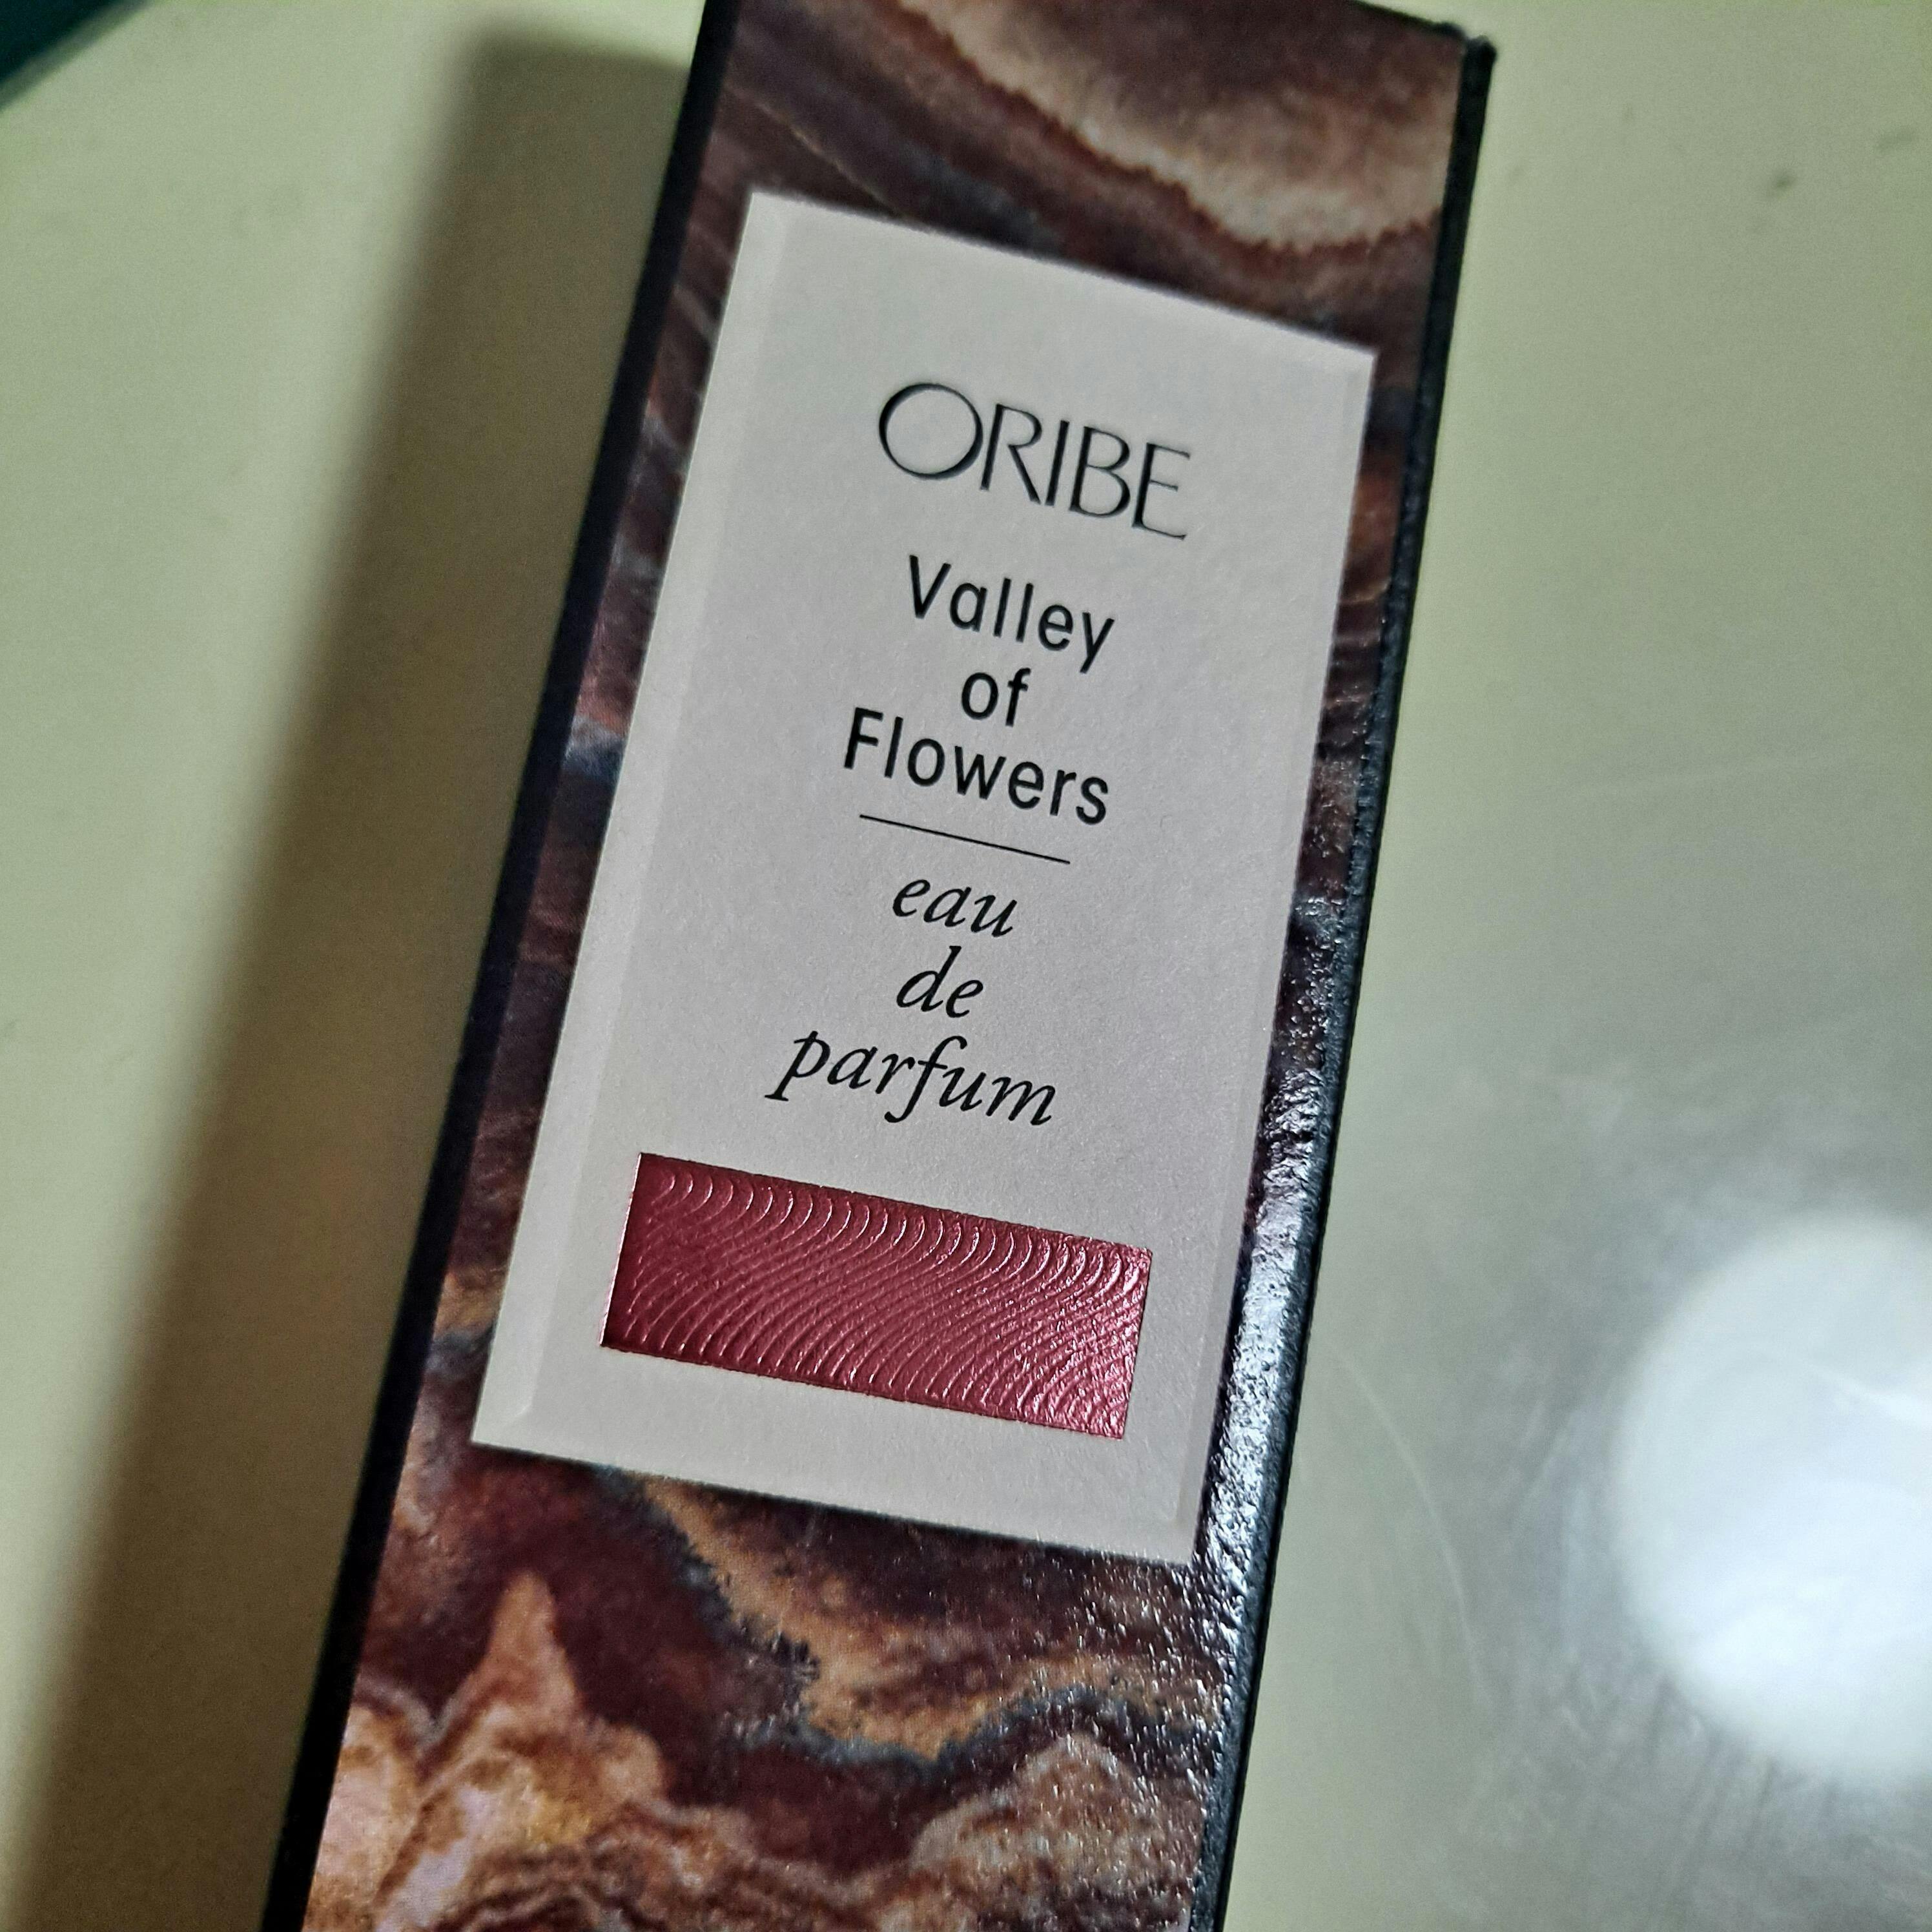 ORIBE
Valley
of
Flowers
eau
de
parfum